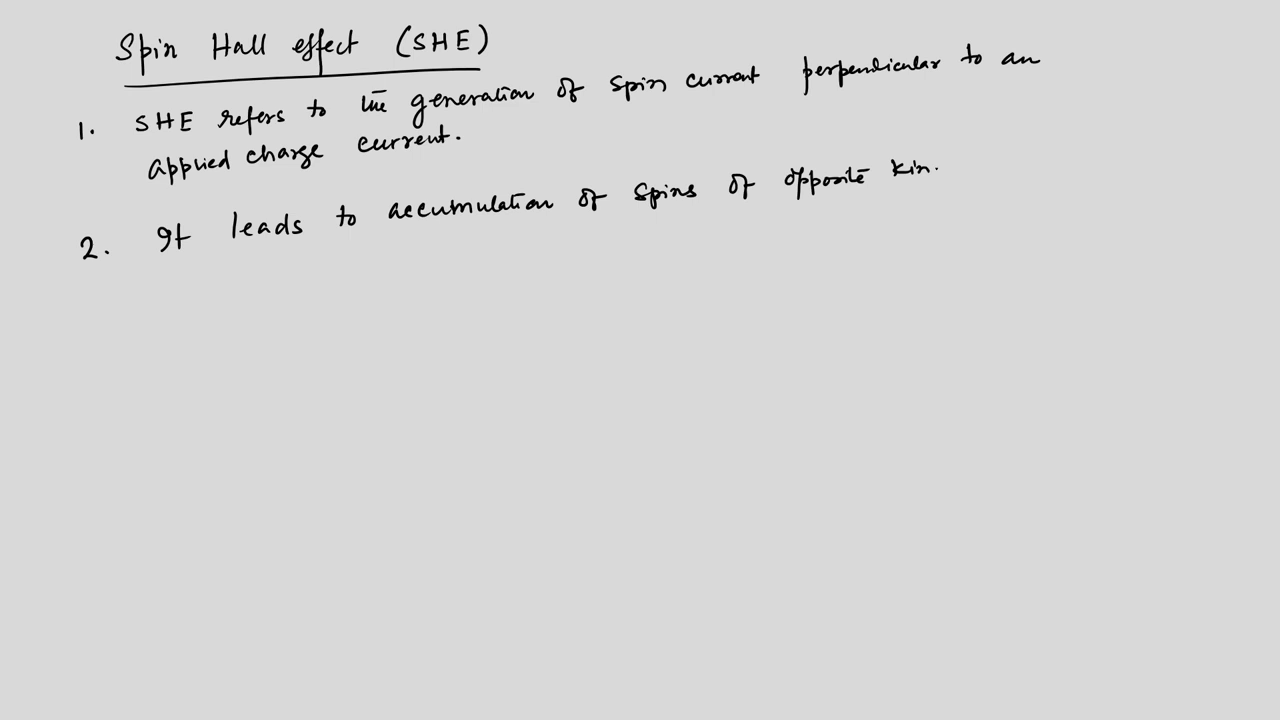 Spin Hall effect (SHE)
1. SHE refers to the generation of spin current perpendicular to an
applied charge current.
2. It leads to accumulation of spins of opposite kin.